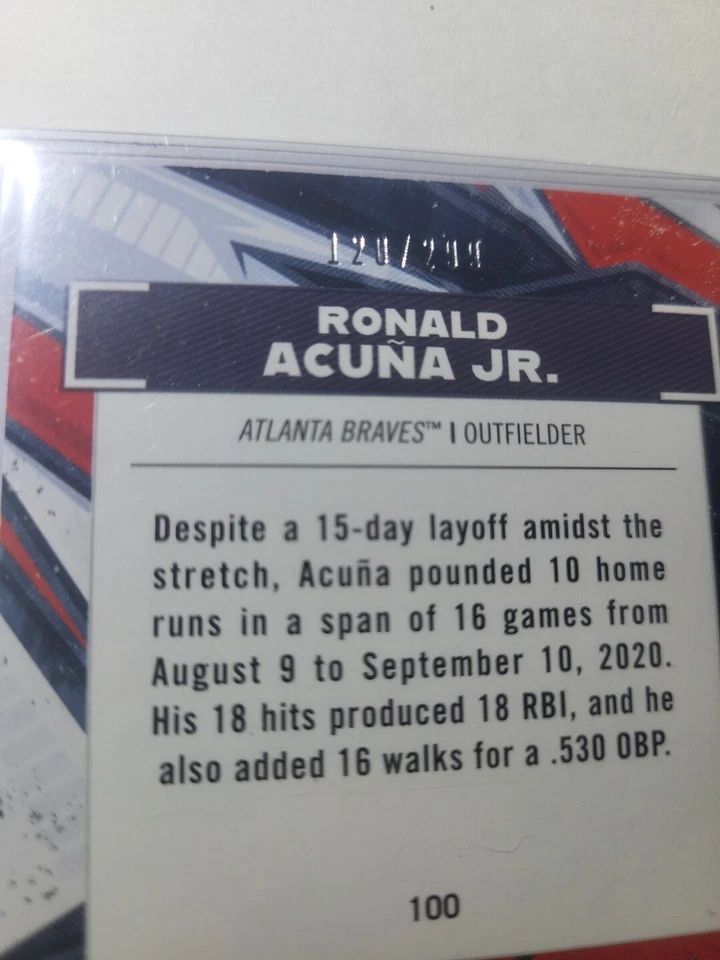 120/299
RONALD
ACUÑA JR.
ATLANTA BRAVES™ | OUTFIELDER
Despite a 15-day layoff amidst the
stretch, Acuña pounded 10 home
runs in a span of 16 games from
August 9 to September 10, 2020.
His 18 hits produced 18 RBI, and he
also added 16 walks for a .530 OBP.
100